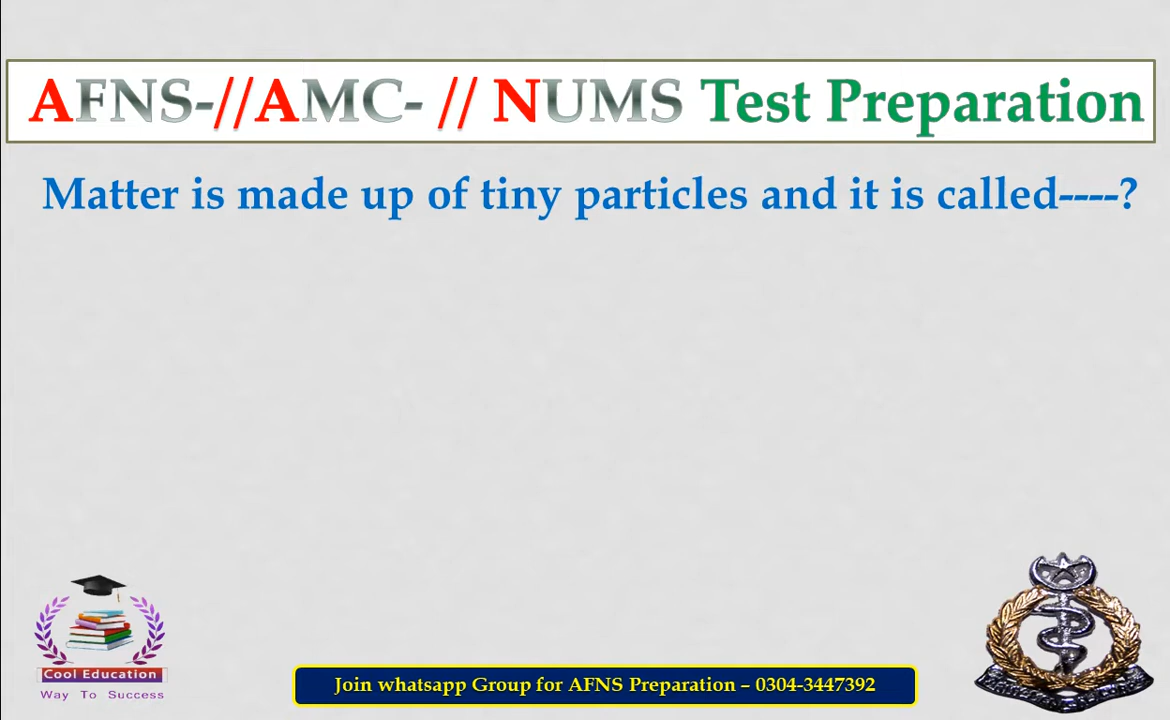 AFNS-//AMC- // NUMS Test Preparation
Matter is made up of tiny particles and it is called----?
Cool Education
Way To Success
Join whatsapp Group for AFNS Preparation – 0304-3447392